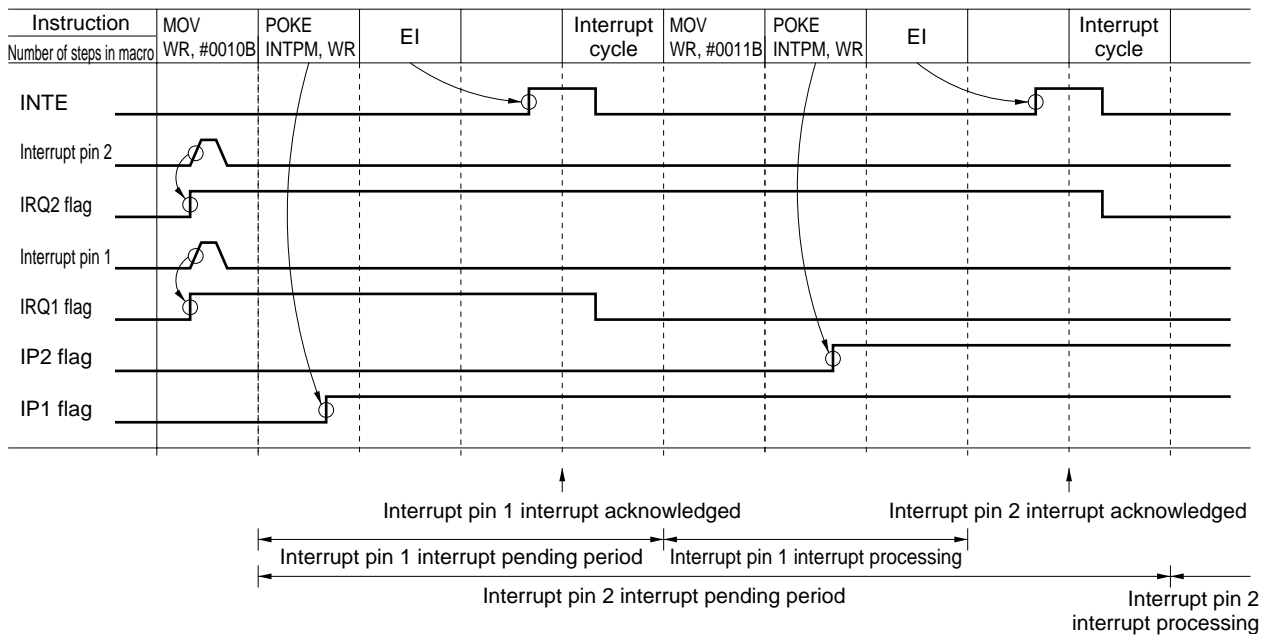 Instruction
Number of steps in macro
MOV
WR, #0010B
POKE
INTPM, WR
EI
Interrupt
cycle
MOV
WR, #0011B
POKE
INTPM, WR
EI
Interrupt
cycle
INTE
Interrupt pin 2
IRQ2 flag
Interrupt pin 1
IRQ1 flag
IP2 flag
IP1 flag
Interrupt pin 1 interrupt acknowledged
Interrupt pin 2 interrupt acknowledged
Interrupt pin 1 interrupt pending period
Interrupt pin 1 interrupt processing
Interrupt pin 2 interrupt pending period
Interrupt pin 2
interrupt processing